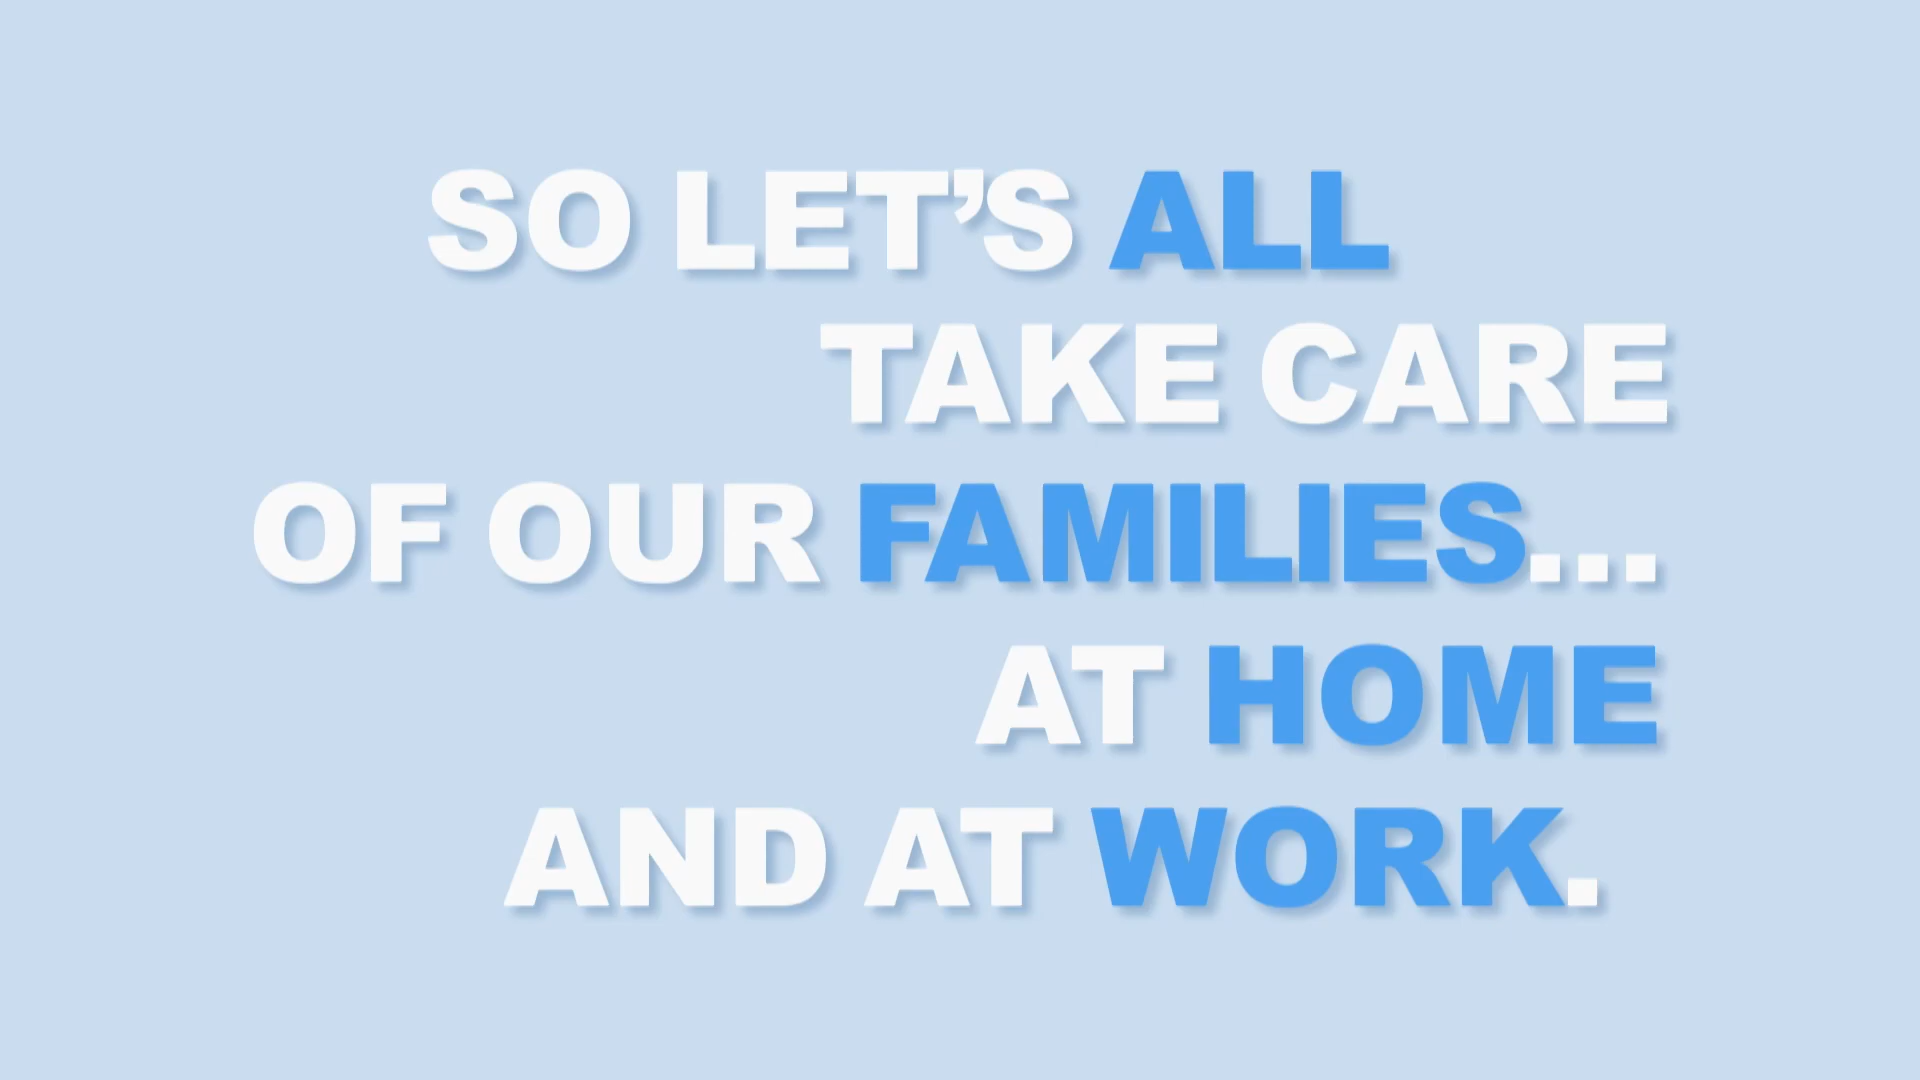 SO LET’S ALL
TAKE CARE
OF OUR FAMILIES...
AT HOME
AND AT WORK.